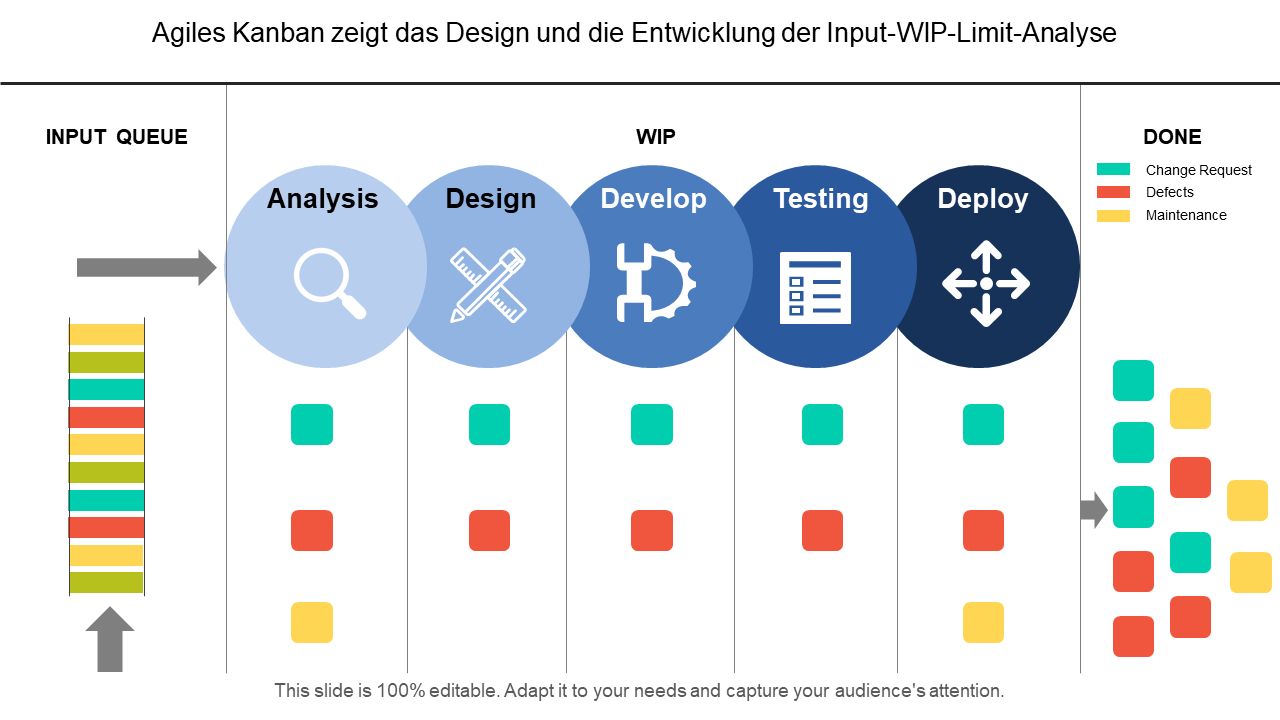 Agiles Kanban zeigt das Design und die Entwicklung der Input-WIP-Limit-Analyse
INPUT QUEUE
WIP
DONE
Change Request
Defects
Maintenance
Analysis
Design
Develop
Testing
Deploy
This slide is 100% editable. Adapt it to your needs and capture your audience's attention.